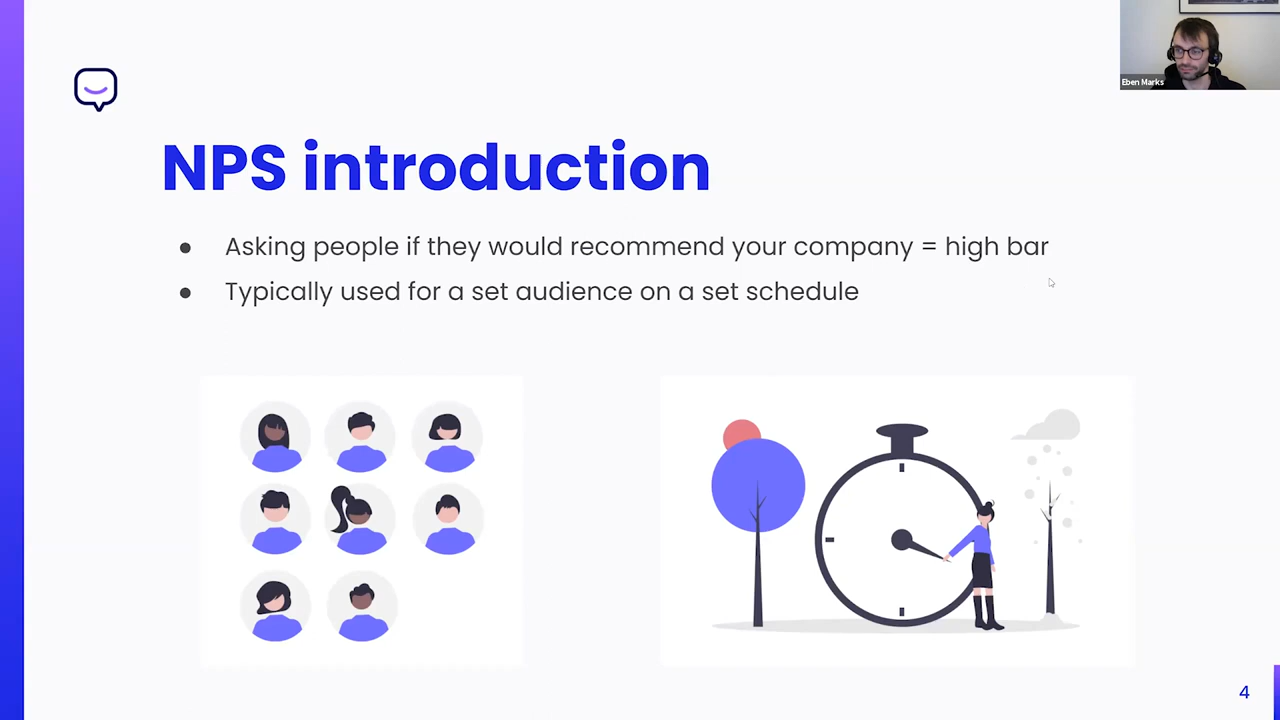 Eben Marks
NPS introduction
● Asking people if they would recommend your company = high bar
● Typically used for a set audience on a set schedule
4